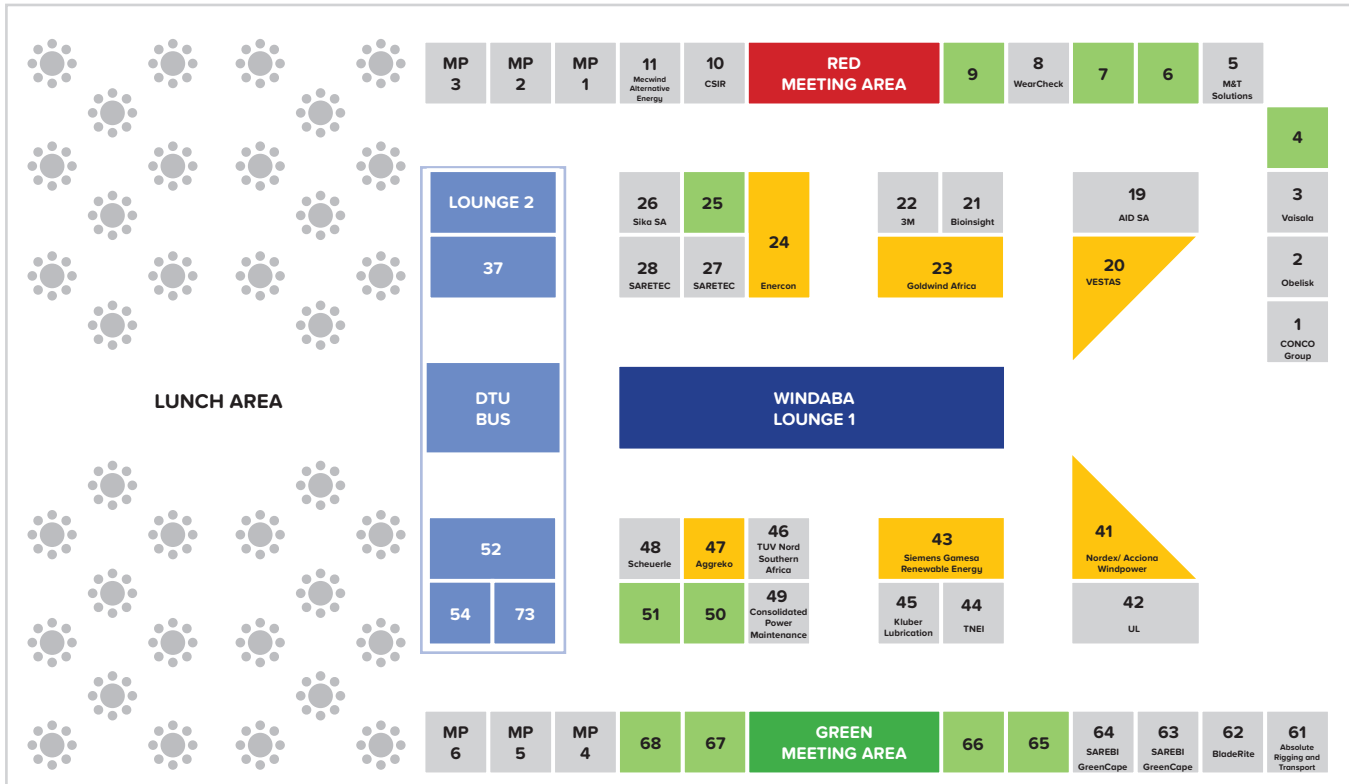 MP
3
MP
2
MP
1
11
Mecwind
Alternative
Energy
10
CSIR
RED
MEETING AREA
9
8
WearCheck
7
6
5
M&T
Solutions
4
3
Vaisala
2
Obelisk
1
CONCO
Group
LOUNGE 2
37
26
Sika SA
25
24
Enercon
28
SARETEC
27
SARETEC
22
3M
21
Bioinsight
23
Goldwind Africa
19
AID SA
20
VESTAS
LUNCH AREA
DTU
BUS
WINDABA
LOUNGE 1
52
54
73
48
Scheuerle
47
Aggreko
46
TUV Nord
Southern
Africa
51
50
49
Consolidated
Power
Maintenance
43
Siemens Gamesa
Renewable Energy
45
Kluber
Lubrication
44
TNEI
41
Nordex/ Acciona
Windpower
42
UL
MP
6
MP
5
MP
4
68
67
GREEN
MEETING AREA
66
65
64
SAREBI
GreenCape
63
SAREBI
GreenCape
62
BladeRite
61
Absolute
Rigging and
Transport